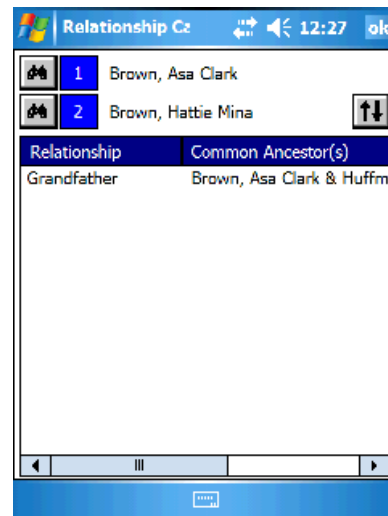 Relationship Ca 12:27 ok
1 Brown, Asa Clark
2 Brown, Hattie Mina
Relationship Common Ancestor(s)
Grandfather Brown, Asa Clark & Huffm